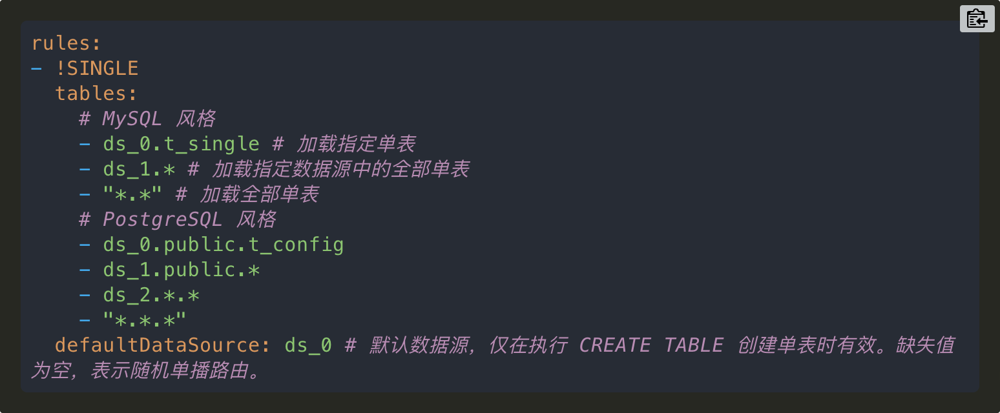 rules:
- !SINGLE
  tables:
    # MySQL 风格
    - ds_0.t_single # 加载指定单表
    - ds_1.* # 加载指定数据源中的全部单表
    - "*.*" # 加载全部单表
    # PostgreSQL 风格
    - ds_0.public.t_config
    - ds_1.public.*
    - ds_2.*.*
    - "*.*.*"
  defaultDataSource: ds_0 # 默认数据源，仅在执行 CREATE TABLE 创建单表时有效。缺失值
为空，表示随机单播路由。